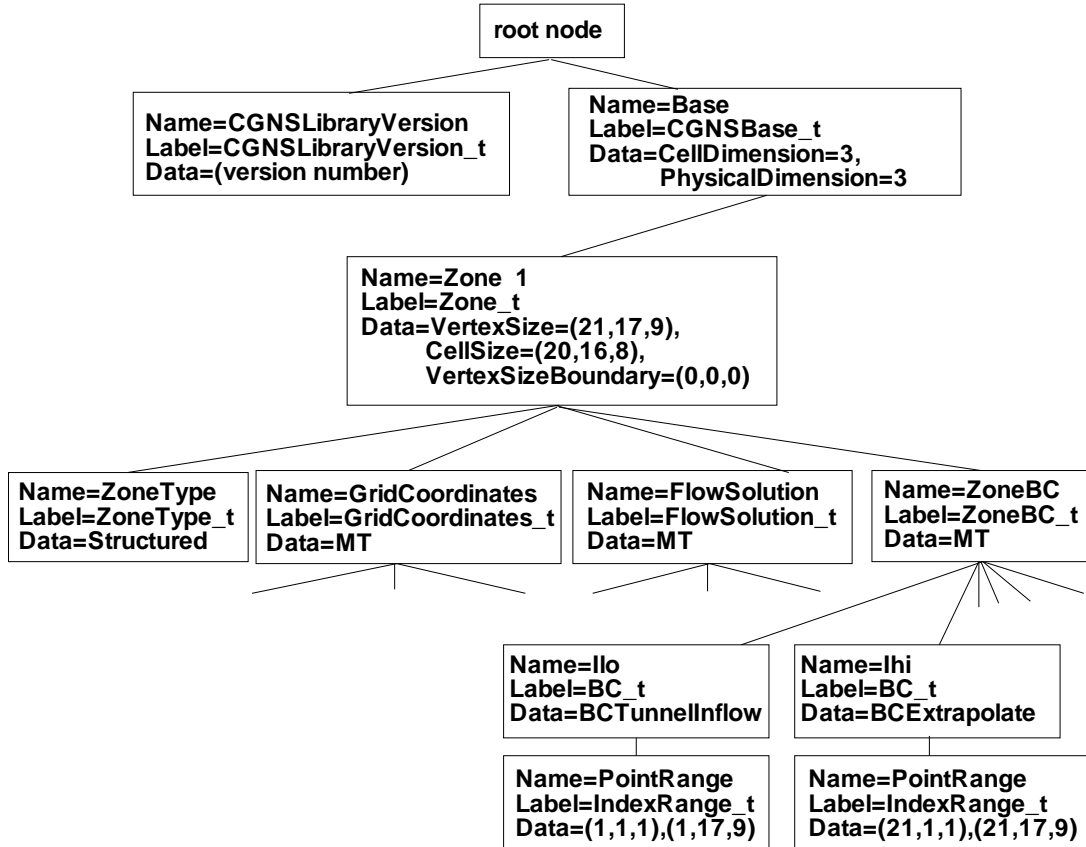 root node
Name=CGNSLibraryVersion
Label=CGNSLibraryVersion_t
Data=(version number)
Name=Base
Label=CGNSBase_t
Data=CellDimension=3,
PhysicalDimension=3
Name=Zone 1
Label=Zone_t
Data=VertexSize=(21,17,9),
CellSize=(20,16,8),
VertexSizeBoundary=(0,0,0)
Name=ZoneType
Label=ZoneType_t
Data=Structured
Name=GridCoordinates
Label=GridCoordinates_t
Data=MT
Name=FlowSolution
Label=FlowSolution_t
Data=MT
Name=ZoneBC
Label=ZoneBC_t
Data=MT
Name=Ilo
Label=BC_t
Data=BCTunnelInflow
Name=Ihi
Label=BC_t
Data=BCExtrapolate
Name=PointRange
Label=IndexRange_t
Data=(1,1,1),(1,17,9)
Name=PointRange
Label=IndexRange_t
Data=(21,1,1),(21,17,9)